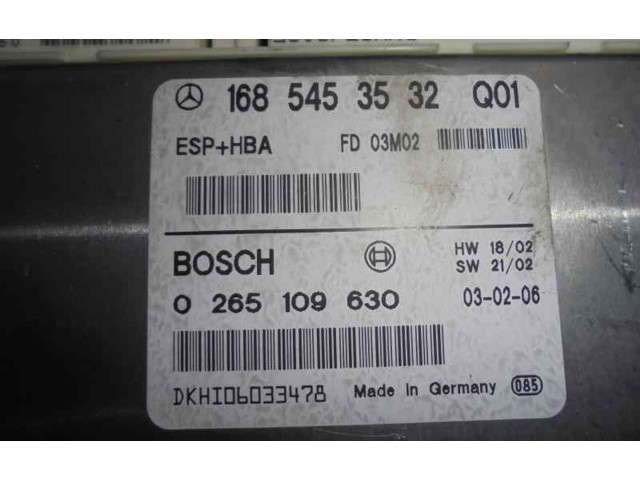 168 545 35 32 Q01
ESP+HBA FD 03M02
BOSCH HW 18/02
SW 21/02
0 265 109 630 03-02-06
DKHI06033478 Made in Germany 085